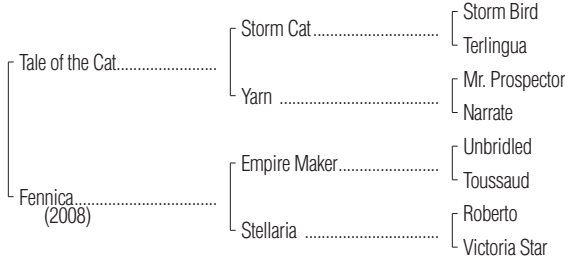 Storm Bird
Storm Cat
Terlingua
Tale of the Cat
Mr. Prospector
Yarn
Narrate
Unbridled
Empire Maker
Toussaud
Fennica
(2008)
Roberto
Stellaria
Victoria Star